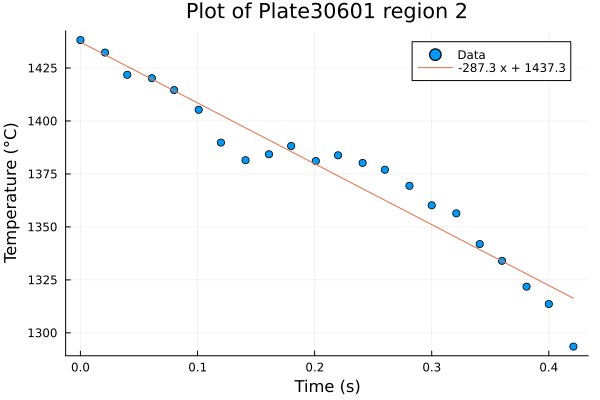 Plot of Plate30601 region 2
Data
-287.3 x + 1437.3
Temperature (°C)
1425
1400
1375
1350
1325
1300
0.0 0.1 0.2 0.3 0.4
Time (s)